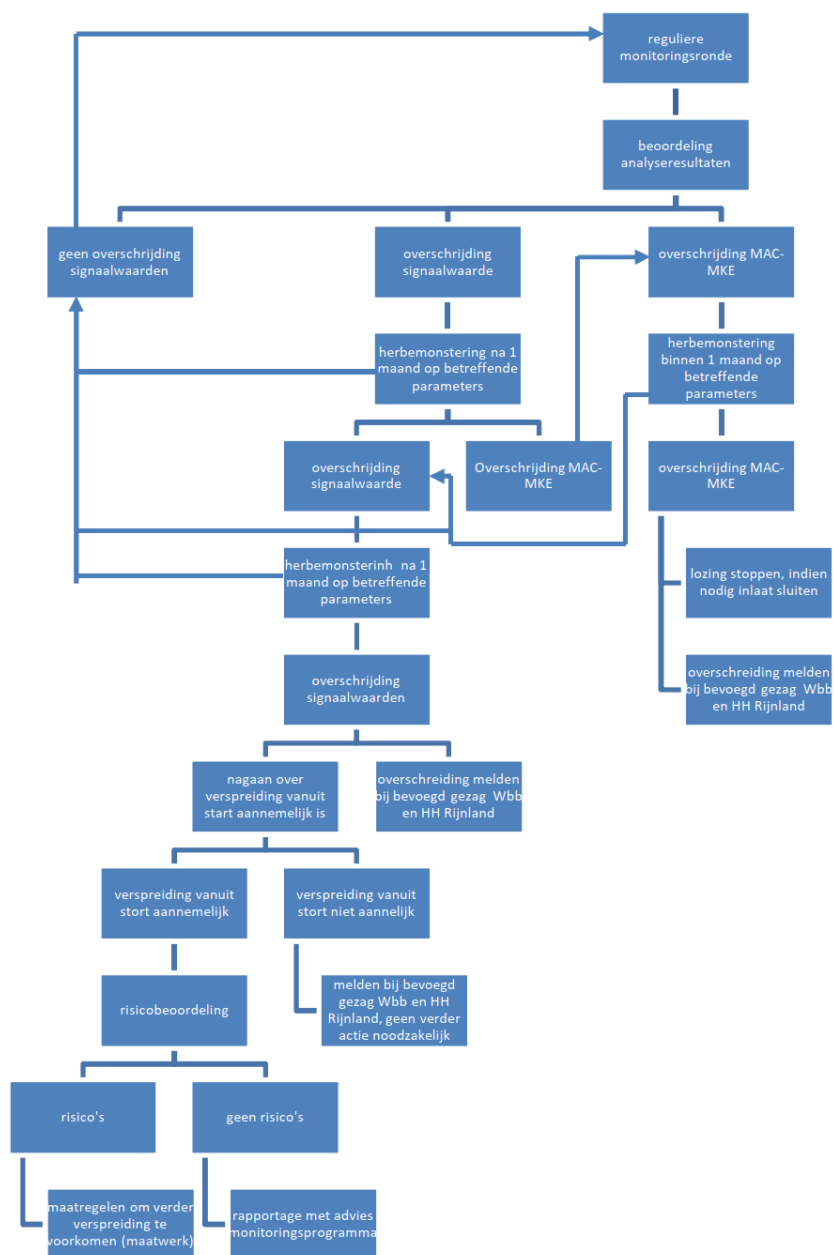 reguliere
monitoringsronde
beoordeling
analyseresultaten
geen overschrijding
signaalwaarden
overschrijding
signaalwaarde
overschrijding MAC-
MKE
herbemonstering na 1
maand op betreffende
parameters
herbemonstering
binnen 1 maand op
betreffende
parameters
overschrijding
signaalwaarde
Overschrijding MAC-
MKE
overschrijding MAC-
MKE
herbemonsterinh na 1
maand op betreffende
parameters
lozing stoppen, indien
nodig inlaat sluiten
overschrijding
signaalwaarden
overschreiding melden
bij bevoegd gezag Wbb
en HH Rijnland
nagaan over
verspreiding vanuit
start aannemelijk is
overschreiding melden
bij bevoegd gezag Wbb
en HH Rijnland
verspreiding vanuit
stort aannemelijk
verspreiding vanuit
stort niet aannelijk
risicobeoordeling
melden bij bevoegd
gezag Wbb en HH
Rijnland, geen verder
actie noodzakelijk
risico's
geen risico's
maatregelen om verder
verspreiding te
voorkomen (maatwerk)
rapportage met advies
monitoringsprogramma